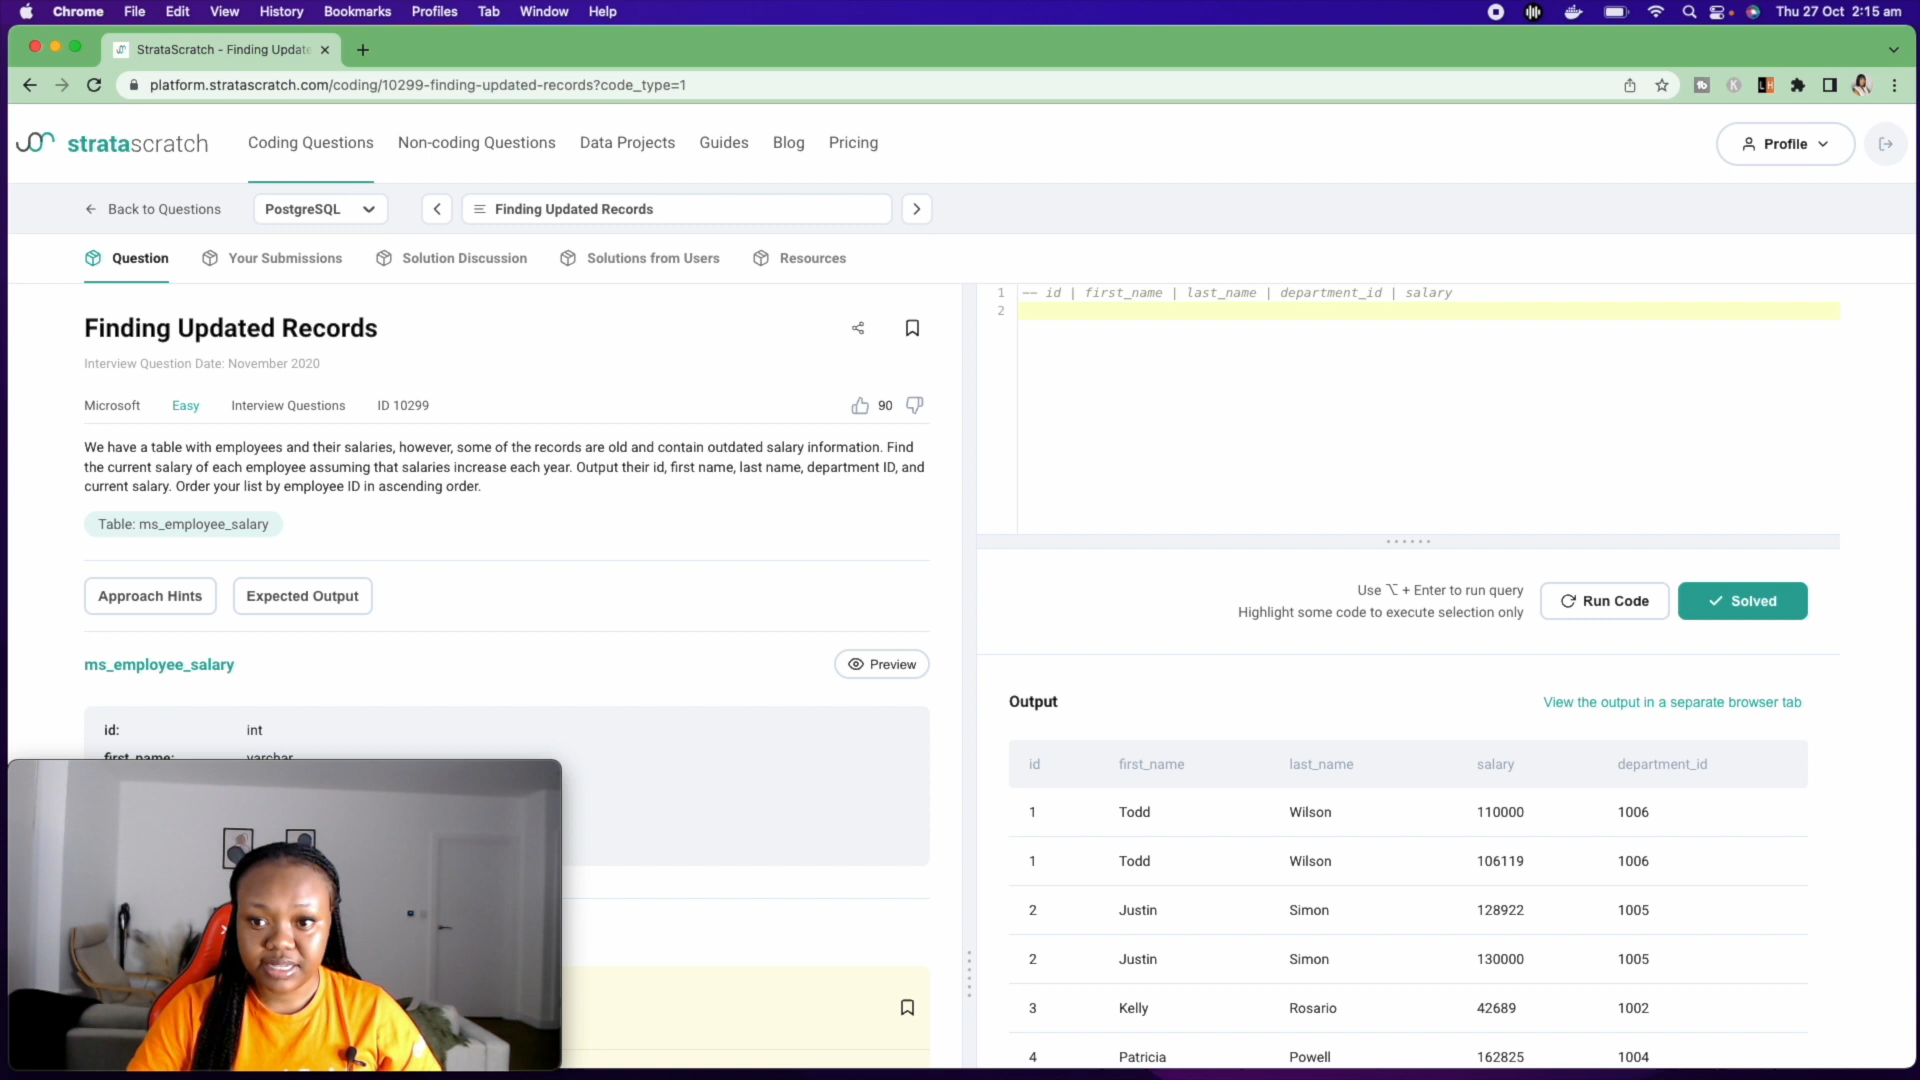 Chrome File Edit View History Bookmarks Profiles Tab Window Help Thu 27 Oct 2:15 am
StrataScratch - Finding Update
platform.stratascratch.com/coding/10299-finding-updated-records?code_type=1
stratascratch Coding Questions Non-coding Questions Data Projects Guides Blog Pricing Profile
Back to Questions PostgreSQL Finding Updated Records
Question Your Submissions Solution Discussion Solutions from Users Resources
Finding Updated Records
Interview Question Date: November 2020
Microsoft Easy Interview Questions ID 10299 90
We have a table with employees and their salaries, however, some of the records are old and contain outdated salary information. Find
the current salary of each employee assuming that salaries increase each year. Output their id, first name, last name, department ID, and
current salary. Order your list by employee ID in ascending order.
Table: ms_employee_salary
Approach Hints Expected Output
ms_employee_salary Preview
id: int
first_name: varchar
1 -- id | first_name | last_name | department_id | salary
2
Use ⌥ + Enter to run query
Highlight some code to execute selection only
Run Code Solved
Output View the output in a separate browser tab
id first_name last_name salary department_id
1 Todd Wilson 110000 1006
1 Todd Wilson 106119 1006
2 Justin Simon 128922 1005
2 Justin Simon 130000 1005
3 Kelly Rosario 42689 1002
4 Patricia Powell 162825 1004